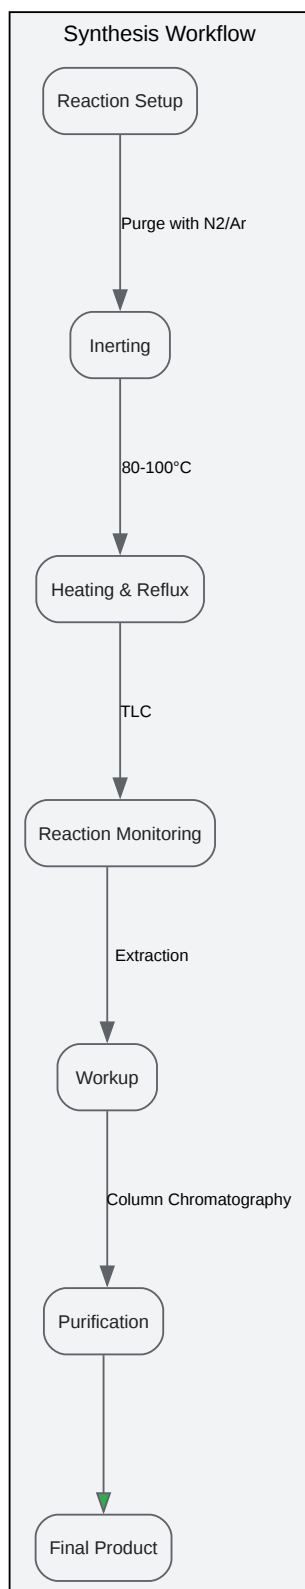 Synthesis Workflow
Reaction Setup
Purge with N2/Ar
Inerting
80-100°C
Heating & Reflux
TLC
Reaction Monitoring
Extraction
Workup
Column Chromatography
Purification
Final Product